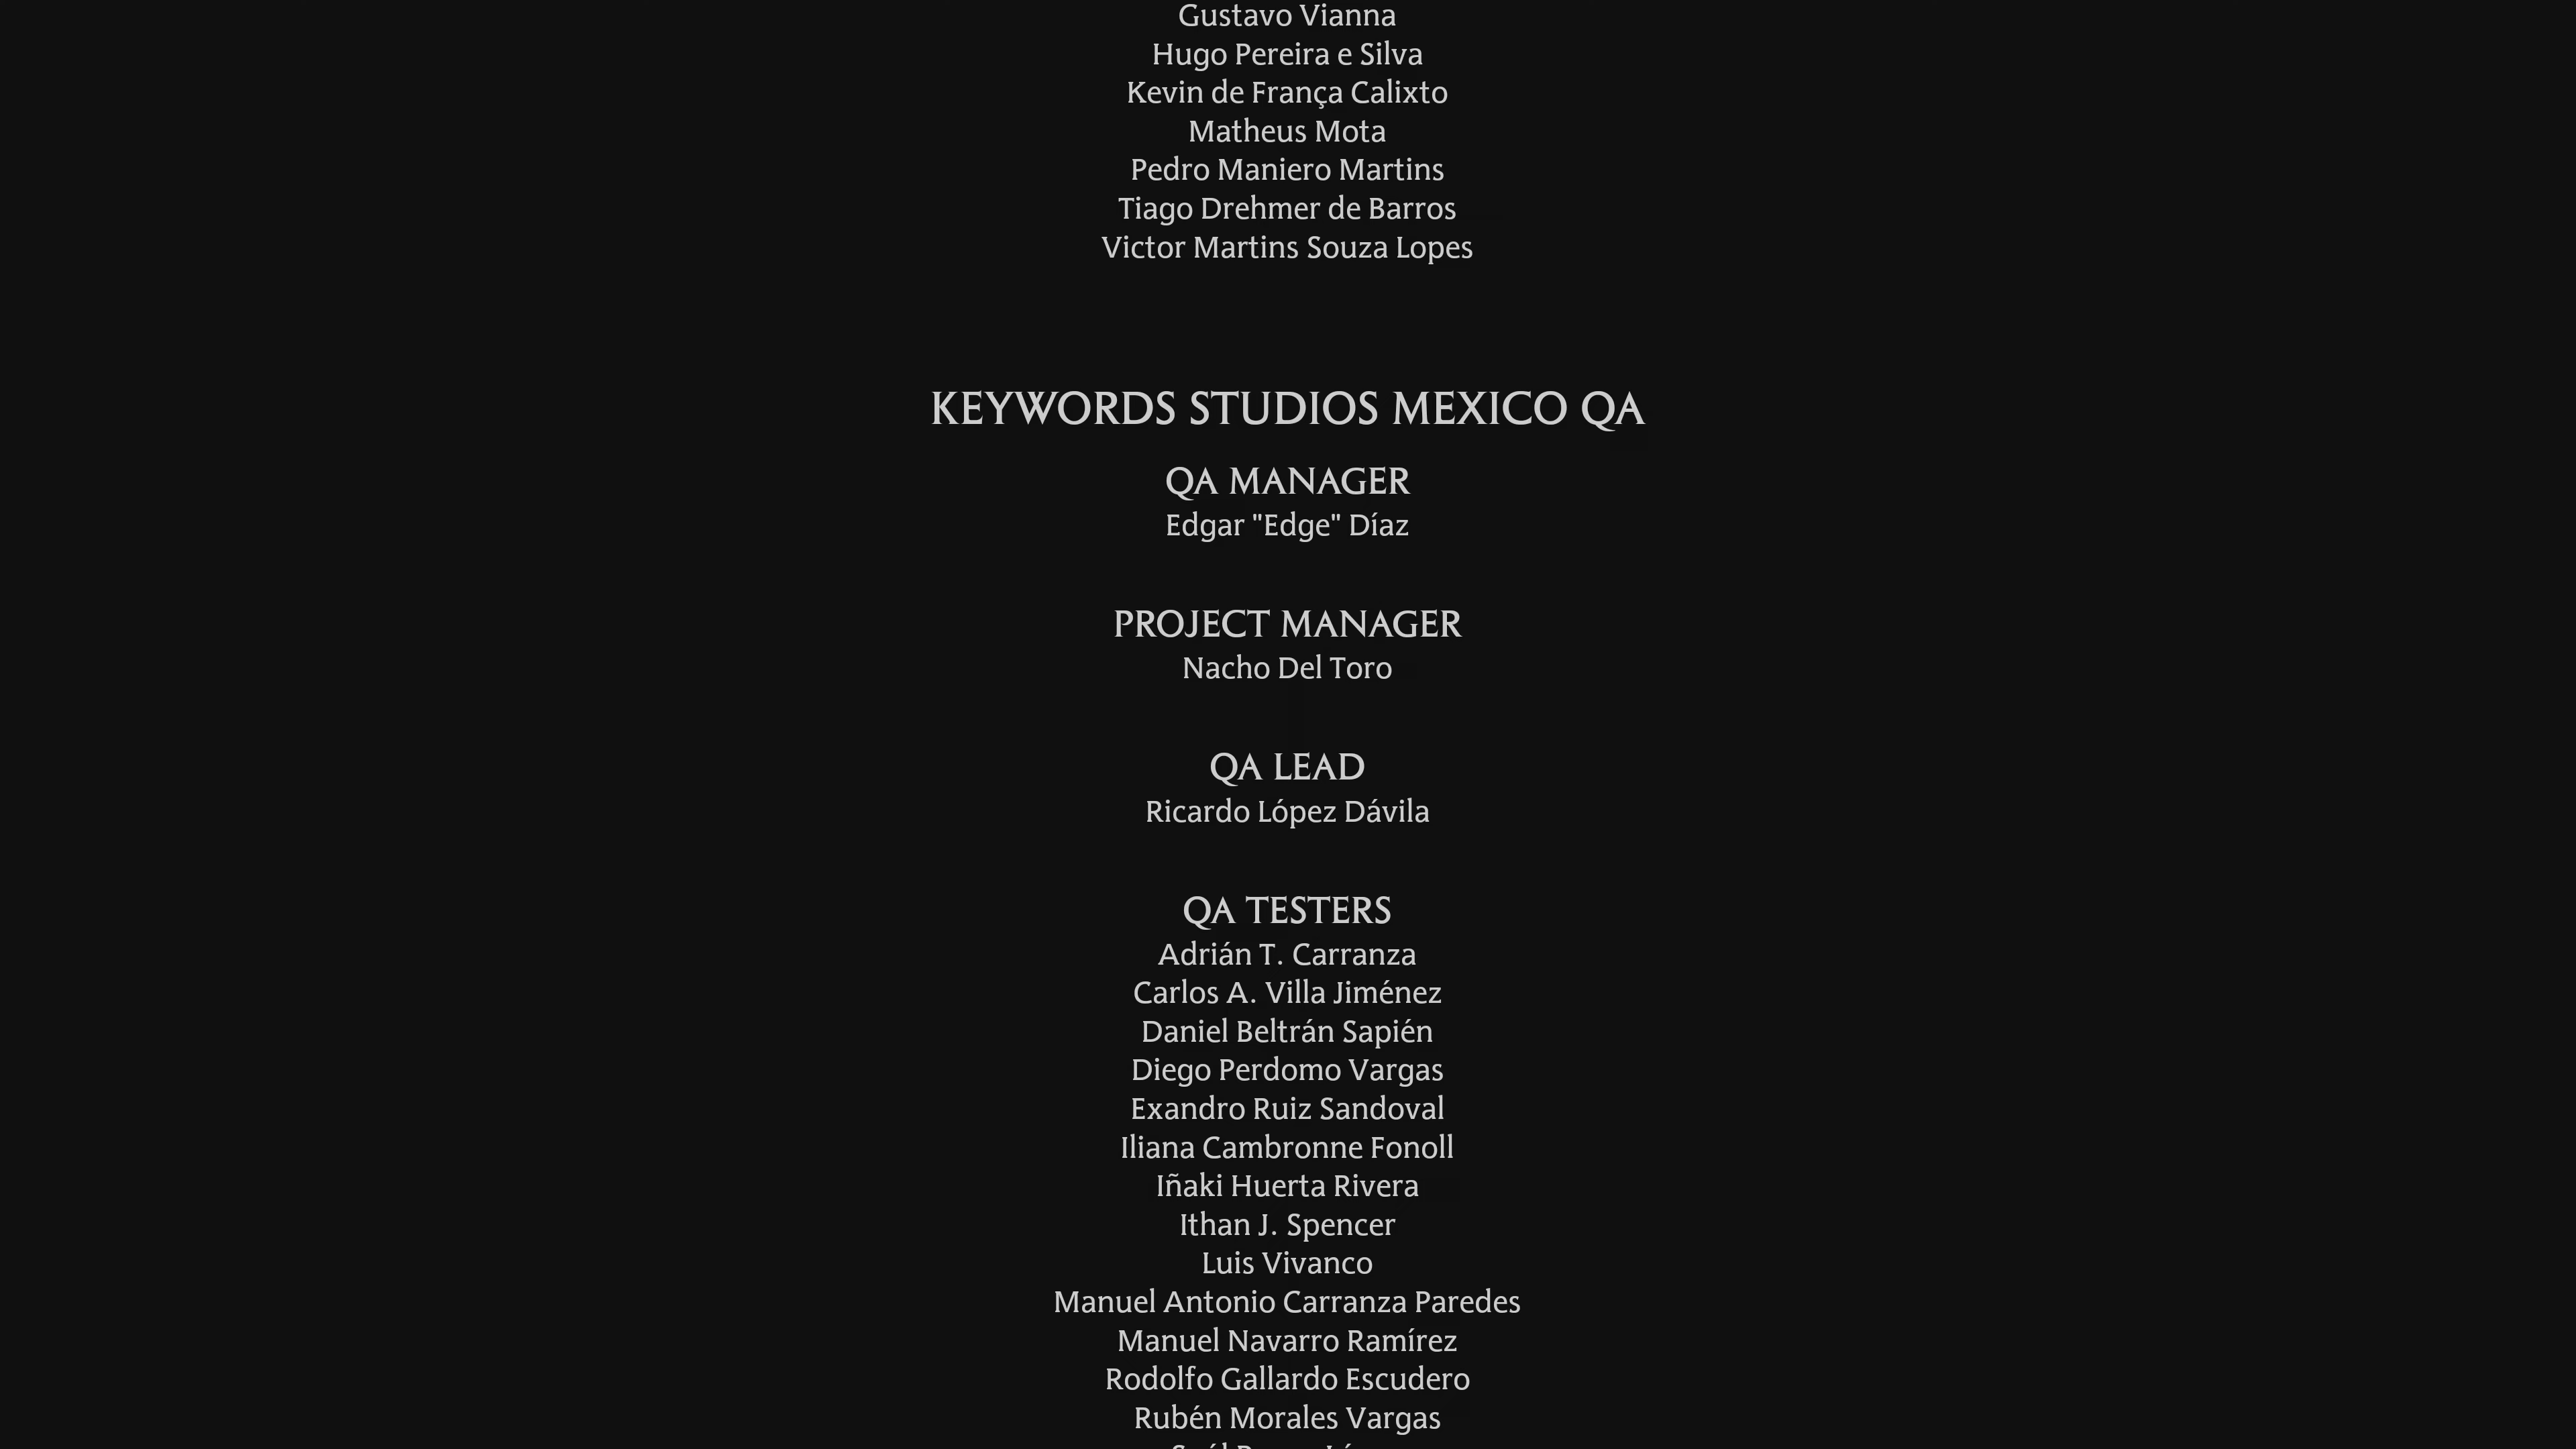 Gustavo Vianna
Hugo Pereira e Silva
Kevin de França Calixto
Matheus Mota
Pedro Maniero Martins
Tiago Drehmer de Barros
Victor Martins Souza Lopes
KEYWORDS STUDIOS MEXICO QA
QA MANAGER
Edgar "Edge" Díaz
PROJECT MANAGER
Nacho Del Toro
QA LEAD
Ricardo López Dávila
QA TESTERS
Adrián T. Carranza
Carlos A. Villa Jiménez
Daniel Beltrán Sapién
Diego Perdomo Vargas
Exandro Ruiz Sandoval
Iliana Cambronne Fonoll
Iñaki Huerta Rivera
Ithan J. Spencer
Luis Vivanco
Manuel Antonio Carranza Paredes
Manuel Navarro Ramírez
Rodolfo Gallardo Escudero
Rubén Morales Vargas